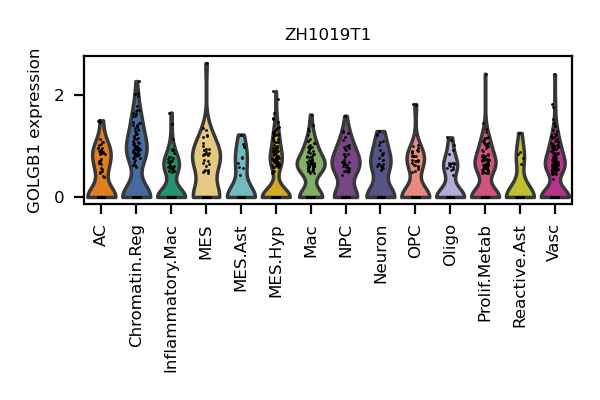 ZH1019T1
GOLGB1 expression
2
0
AC
Chromatin.Reg
Inflammatory.Mac
MES
MES.Ast
MES.Hyp
Mac
NPC
Neuron
OPC
Oligo
Prolif.Metab
Reactive.Ast
Vasc